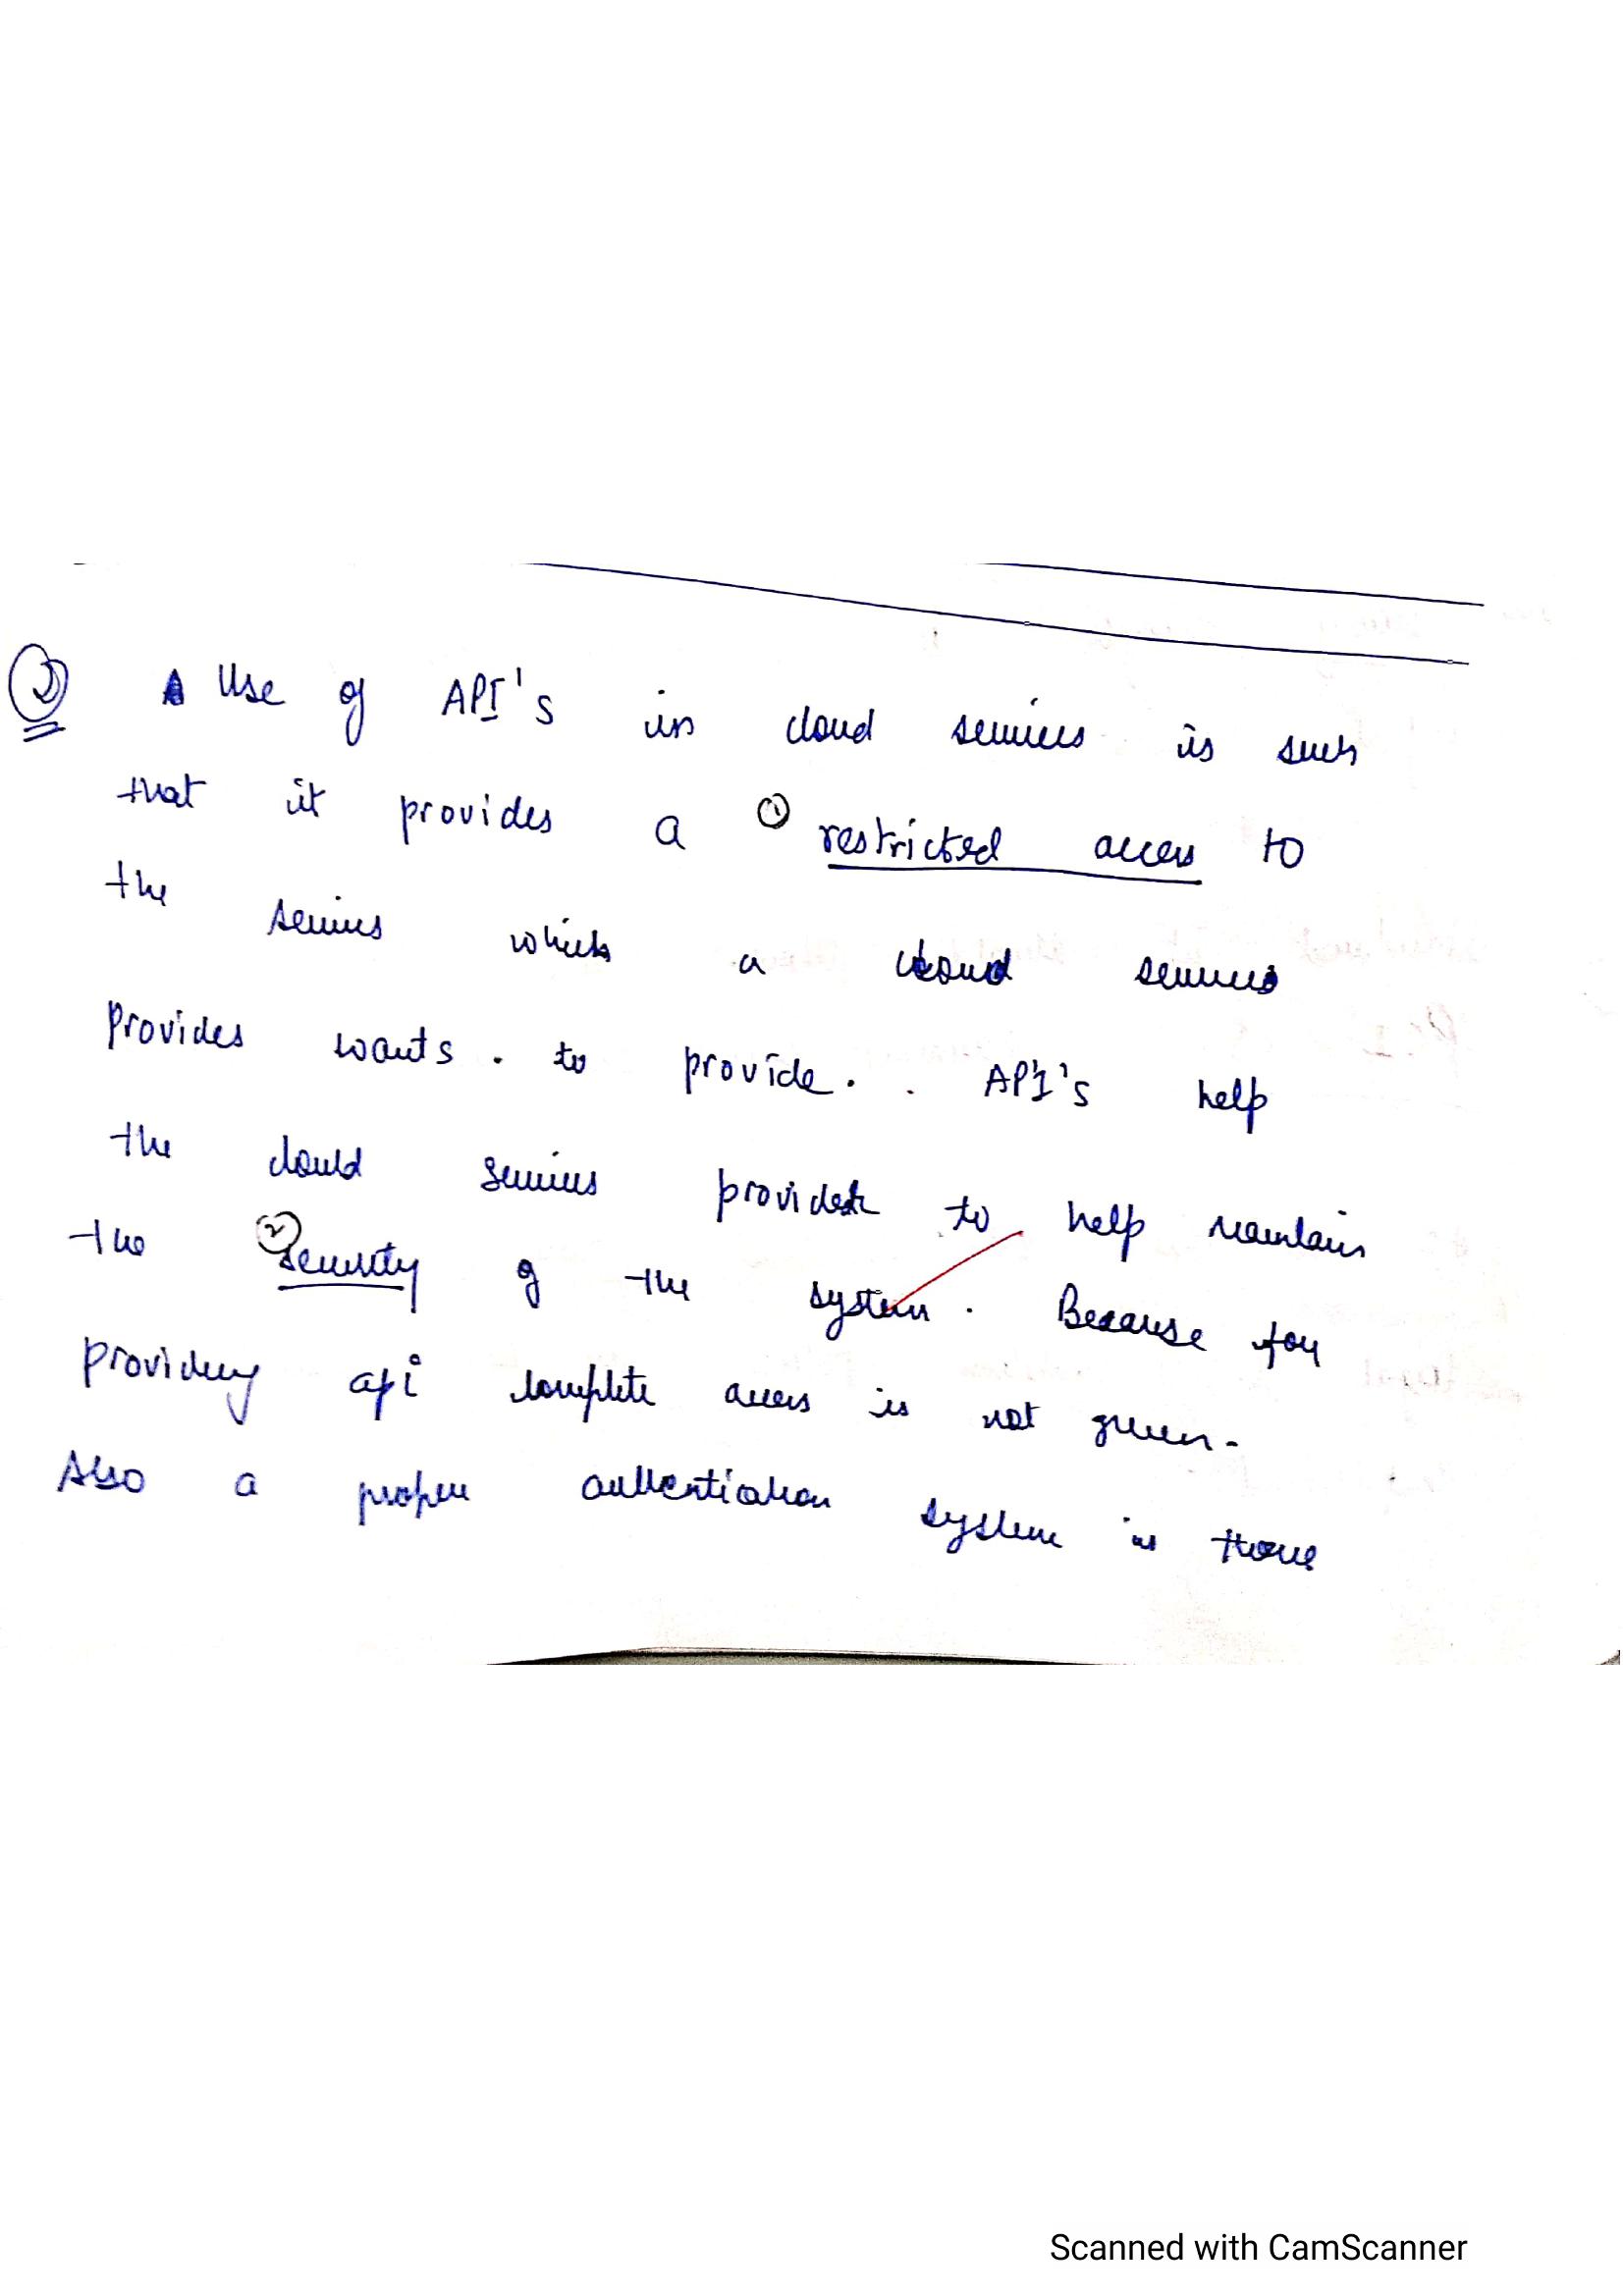 ② Use of API's in cloud services is such
that it provides a ① restricted access to
the services which a cloud services
provides wants . to provide . . API's help
the clould services provider to help maintain
the ② security of the system . Because for
providing api complete access is not given .
Also a proper authentication system is there
Scanned with CamScanner